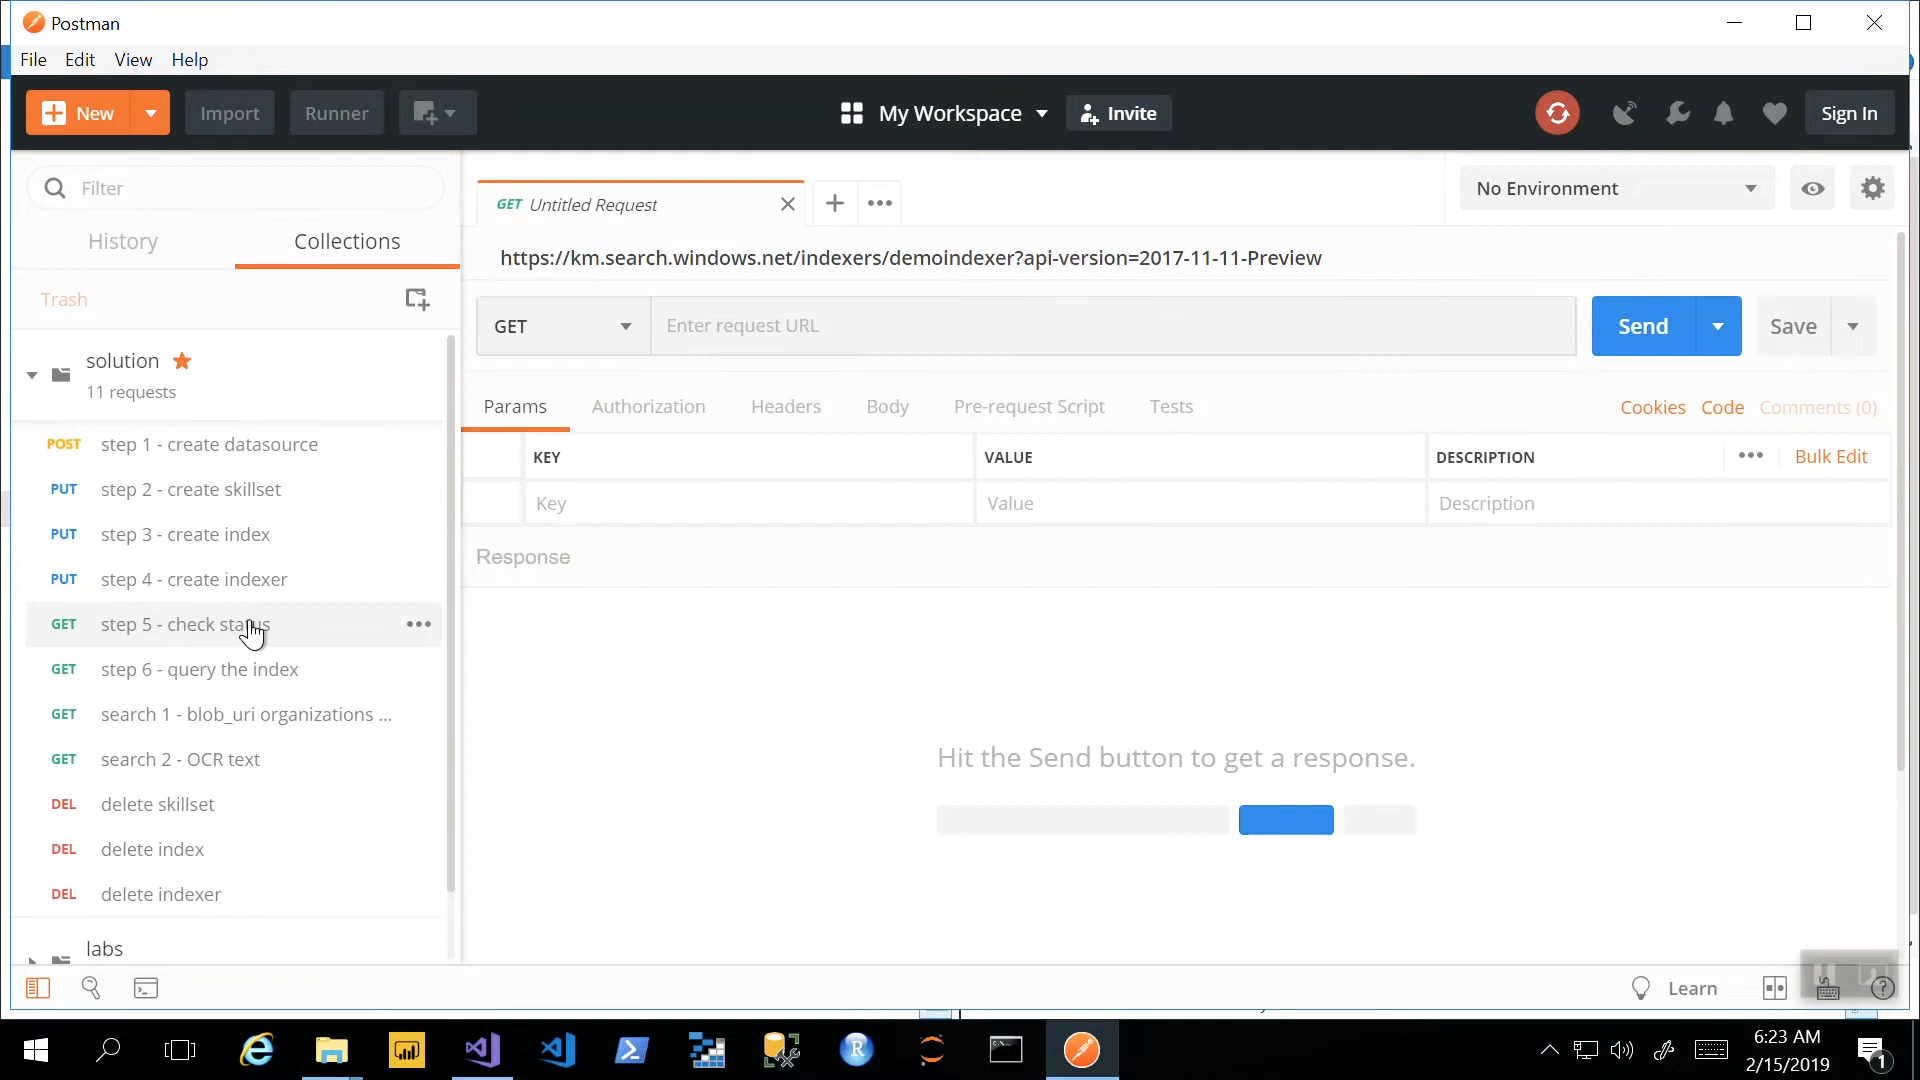 Postman
File Edit View Help
New Import Runner My Workspace Invite Sign In
Filter
History Collections
Trash
solution
11 requests
POST step 1 - create datasource
PUT step 2 - create skillset
PUT step 3 - create index
PUT step 4 - create indexer
GET step 5 - check status
GET step 6 - query the index
GET search 1 - blob_uri organizations ...
GET search 2 - OCR text
DEL delete skillset
DEL delete index
DEL delete indexer
labs
GET Untitled Request
No Environment
https://km.search.windows.net/indexers/demoindexer?api-version=2017-11-11-Preview
GET Enter request URL Send Save
Params Authorization Headers Body Pre-request Script Tests Cookies Code Comments (0)
KEY VALUE DESCRIPTION Bulk Edit
Key Value Description
Response
Hit the Send button to get a response.
Learn
6:23 AM
2/15/2019
1